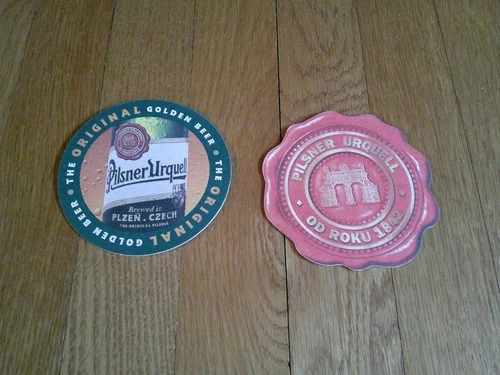 THE ORIGINAL GOLDEN BEER • THE ORIGINAL GOLDEN BEER •
Pilsner Urquell
Brewed in
PLZEŇ, CZECH
THE ORIGINAL PILSNER
PILSNER URQUELL
• OD ROKU 1842 •